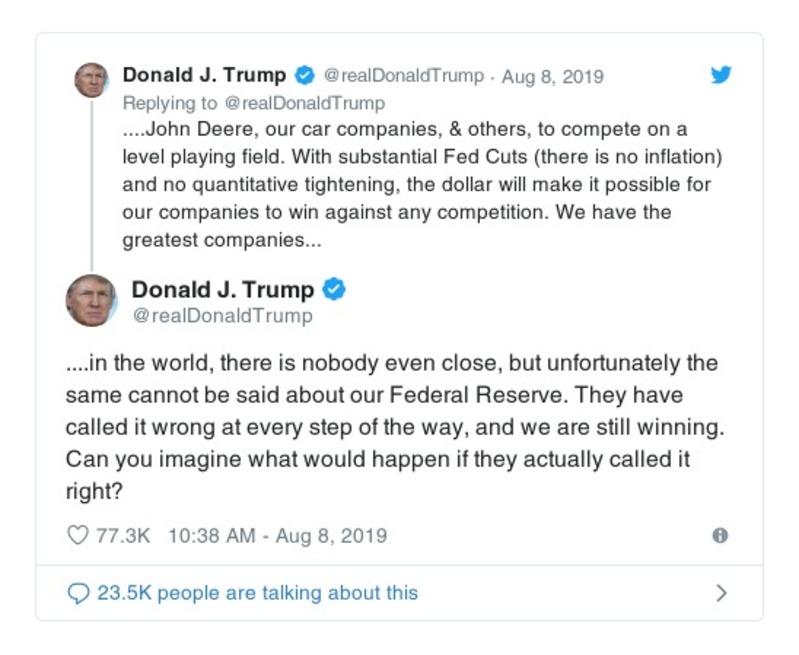 Donald J. Trump @realDonaldTrump · Aug 8, 2019
Replying to @realDonaldTrump
....John Deere, our car companies, & others, to compete on a
level playing field. With substantial Fed Cuts (there is no inflation)
and no quantitative tightening, the dollar will make it possible for
our companies to win against any competition. We have the
greatest companies...
Donald J. Trump
@realDonaldTrump
....in the world, there is nobody even close, but unfortunately the
same cannot be said about our Federal Reserve. They have
called it wrong at every step of the way, and we are still winning.
Can you imagine what would happen if they actually called it
right?
77.3K 10:38 AM - Aug 8, 2019
23.5K people are talking about this